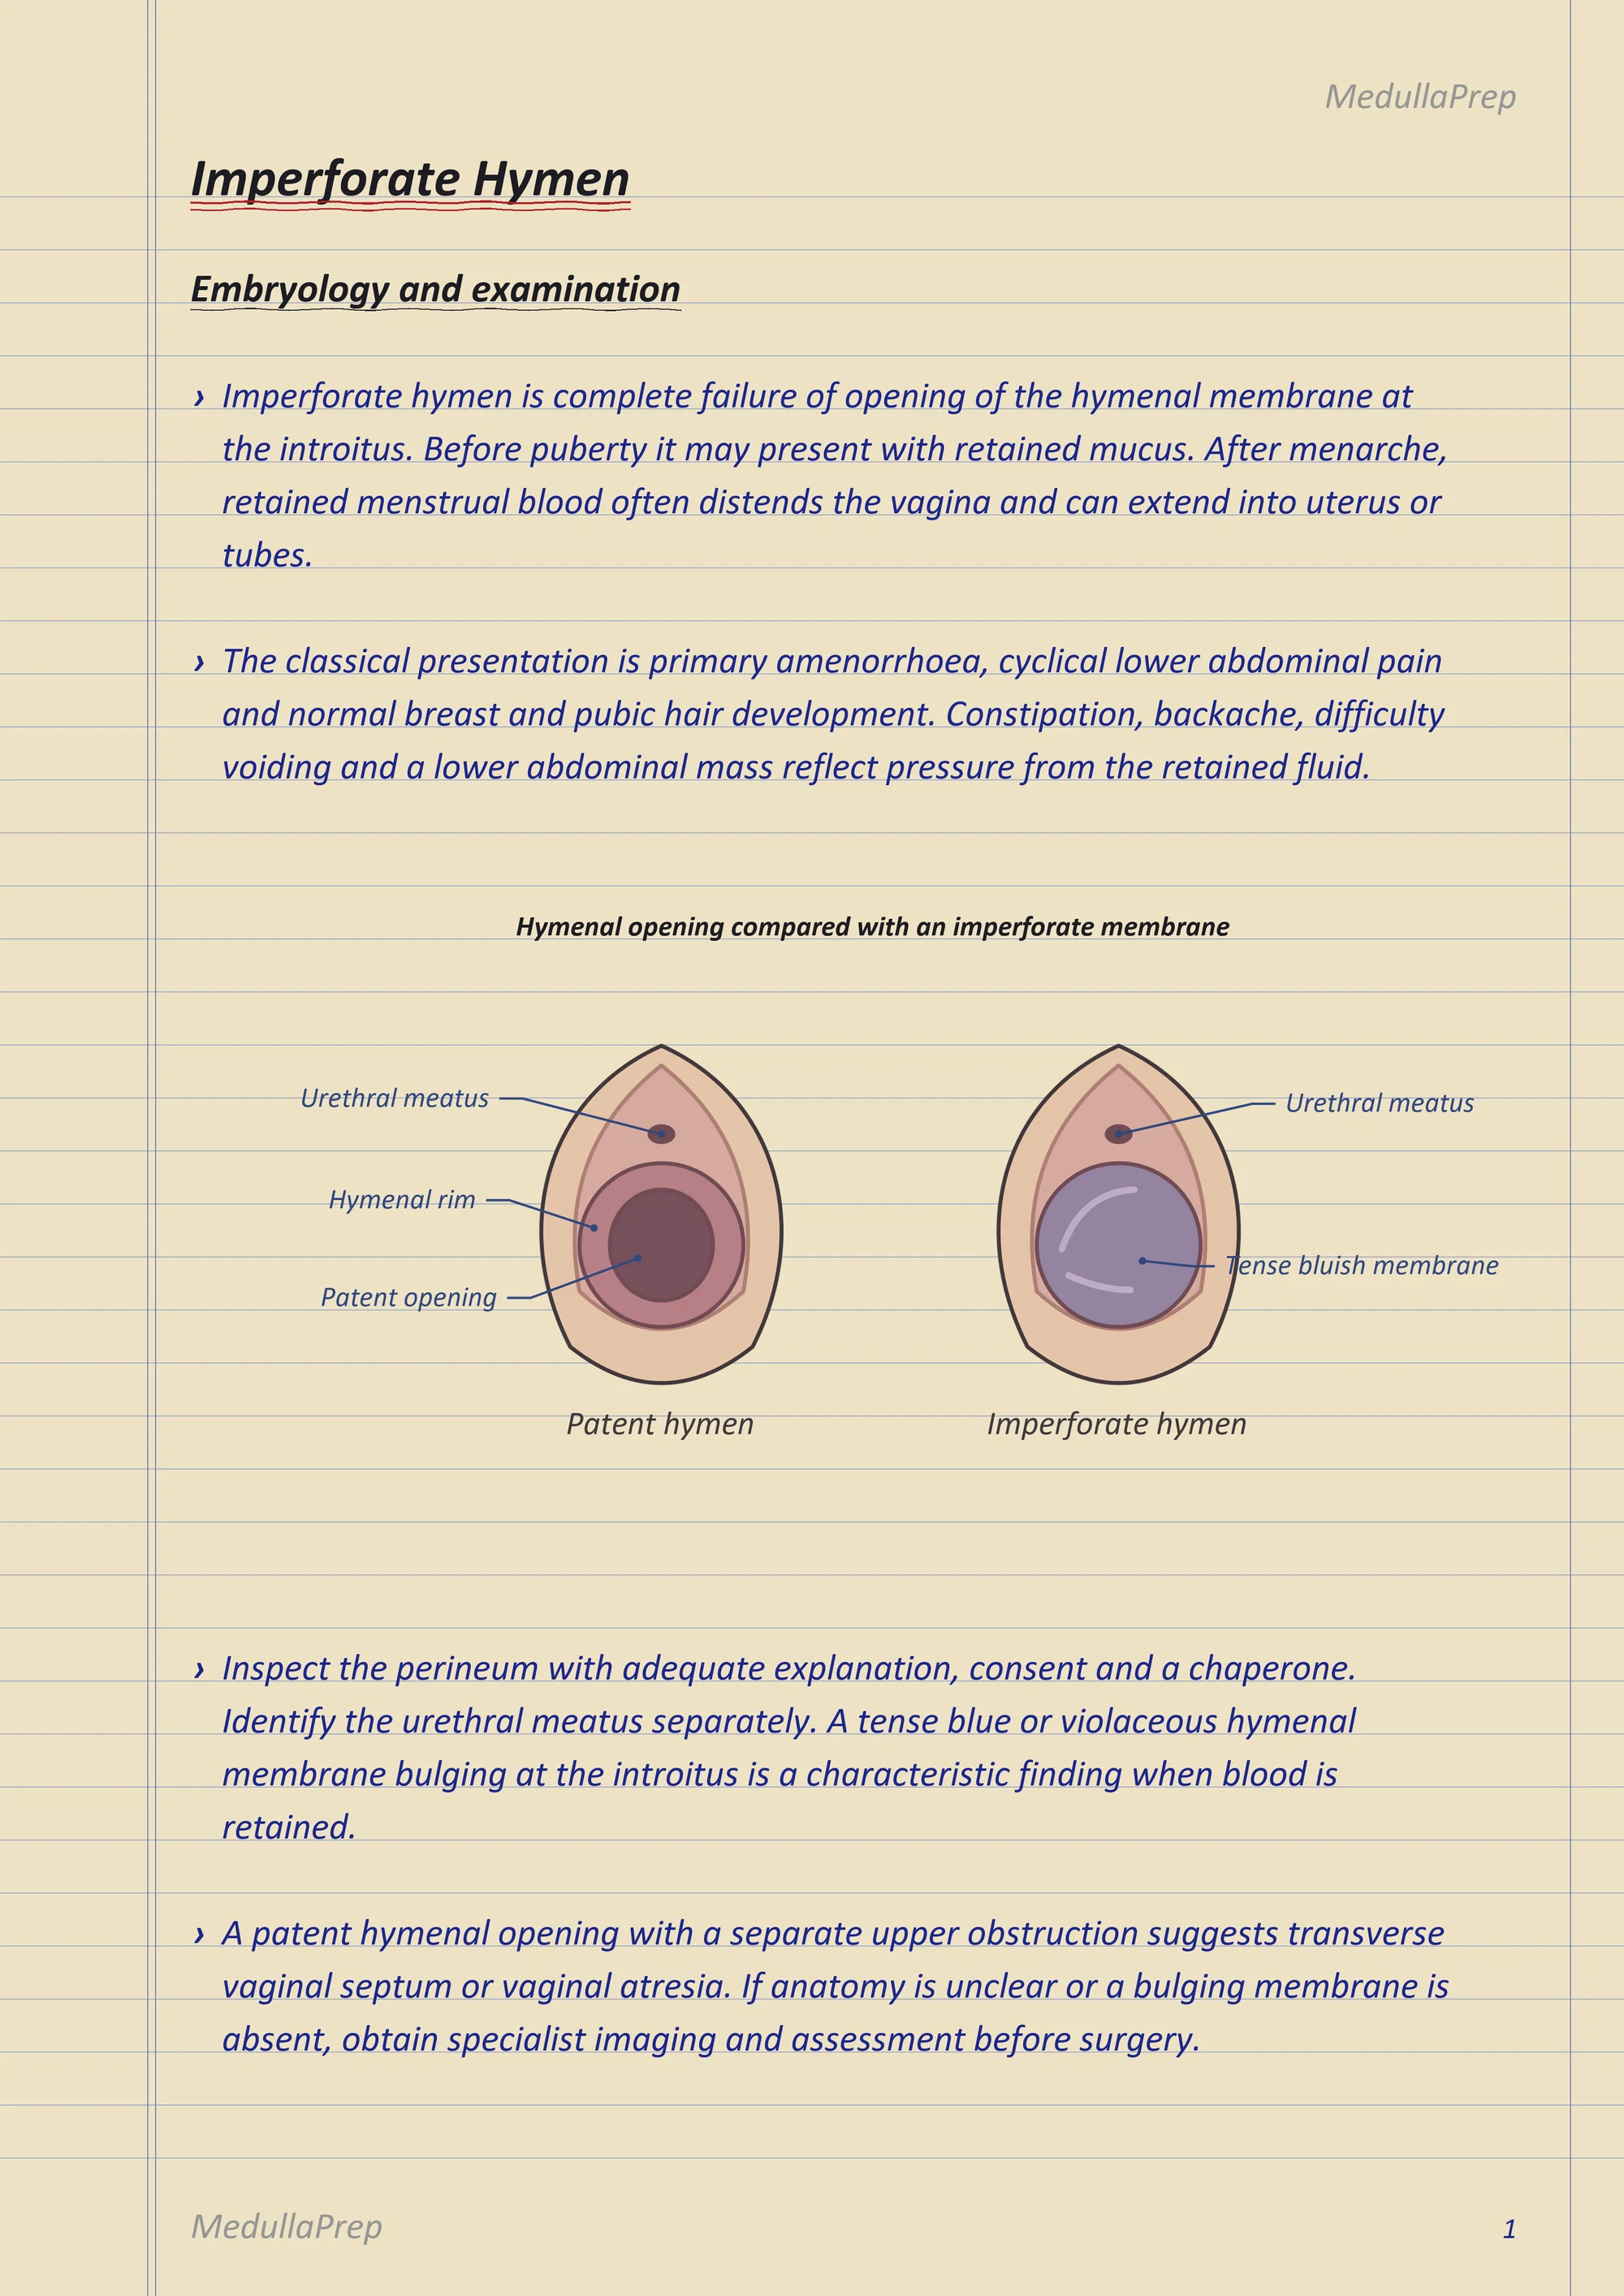 MedullaPrep
Imperforate Hymen
Embryology and examination
› Imperforate hymen is complete failure of opening of the hymenal membrane at
the introitus. Before puberty it may present with retained mucus. After menarche,
retained menstrual blood often distends the vagina and can extend into uterus or
tubes.
› The classical presentation is primary amenorrhoea, cyclical lower abdominal pain
and normal breast and pubic hair development. Constipation, backache, difficulty
voiding and a lower abdominal mass reflect pressure from the retained fluid.
Hymenal opening compared with an imperforate membrane
Urethral meatus
Hymenal rim
Patent opening
Patent hymen
Urethral meatus
Tense bluish membrane
Imperforate hymen
› Inspect the perineum with adequate explanation, consent and a chaperone.
Identify the urethral meatus separately. A tense blue or violaceous hymenal
membrane bulging at the introitus is a characteristic finding when blood is
retained.
› A patent hymenal opening with a separate upper obstruction suggests transverse
vaginal septum or vaginal atresia. If anatomy is unclear or a bulging membrane is
absent, obtain specialist imaging and assessment before surgery.
MedullaPrep
1